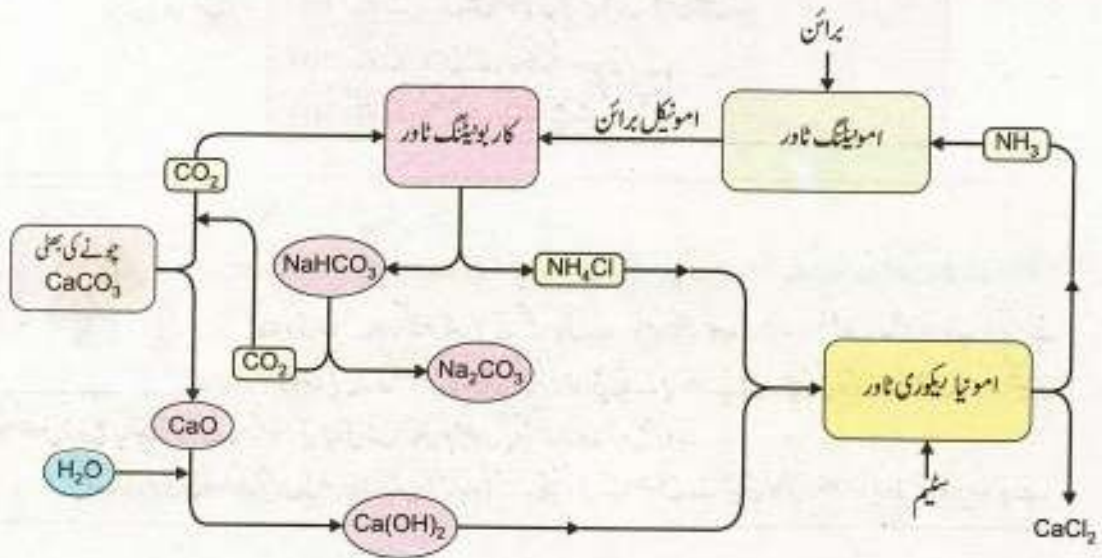 برائن
امونیٹنگ ٹاور
امونیکل برائن
کاربونیٹنگ ٹاور
NH₃
CO₂
چونے کی بھٹی
CaCO₃
NaHCO₃
NH₄Cl
CO₂
Na₂CO₃
امونیا ریکوری ٹاور
CaO
H₂O
Ca(OH)₂
سٹیم
CaCl₂